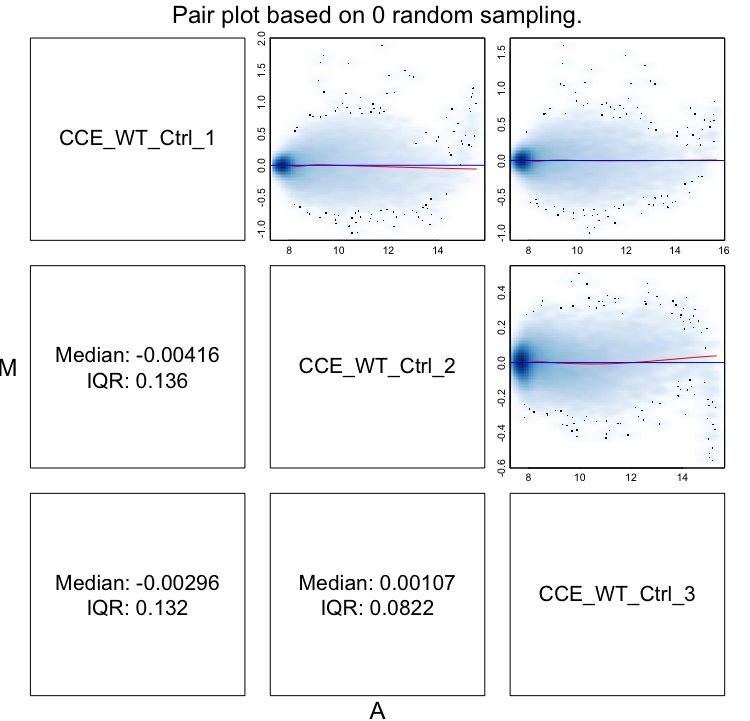 Pair plot based on 0 random sampling.
CCE_WT_Ctrl_1
-1.0 -0.5 0.0 0.5 1.0 1.5 2.0
8 10 12 14
-1.0 -0.5 0.0 0.5 1.0 1.5
8 10 12 14 16
M
Median: -0.00416
IQR: 0.136
CCE_WT_Ctrl_2
-0.6 -0.4 -0.2 0.0 0.2 0.4
8 10 12 14
Median: -0.00296
IQR: 0.132
Median: 0.00107
IQR: 0.0822
CCE_WT_Ctrl_3
A